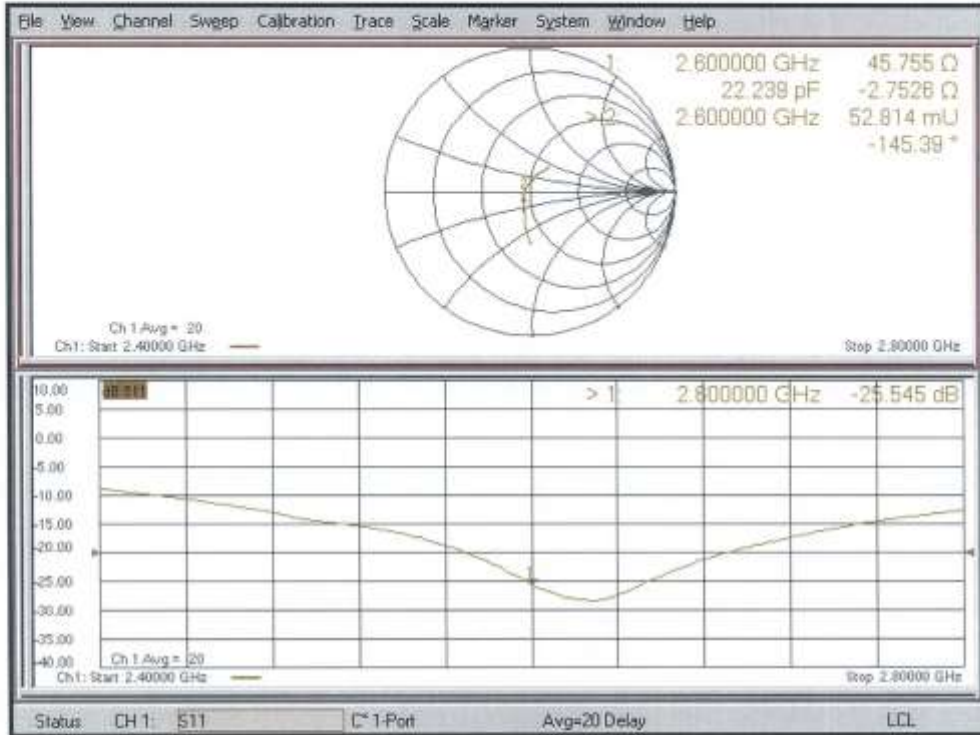 File View Channel Sweep Calibration Trace Scale Marker System Window Help
1: 2.600000 GHz 45.755 Ω
22.239 pF -2.7526 Ω
> 2: 2.600000 GHz 52.814 mU
-145.39 °
Ch 1 Avg = 20
Ch1: Start 2.40000 GHz Stop 2.80000 GHz
10.00 dB S11 > 1: 2.600000 GHz -25.545 dB
5.00
0.00
-5.00
-10.00
-15.00
-20.00
-25.00
-30.00
-35.00
-40.00 Ch 1 Avg = 20
Ch1: Start 2.40000 GHz Stop 2.80000 GHz
Status CH 1: S11 C* 1-Port Avg=20 Delay LCL